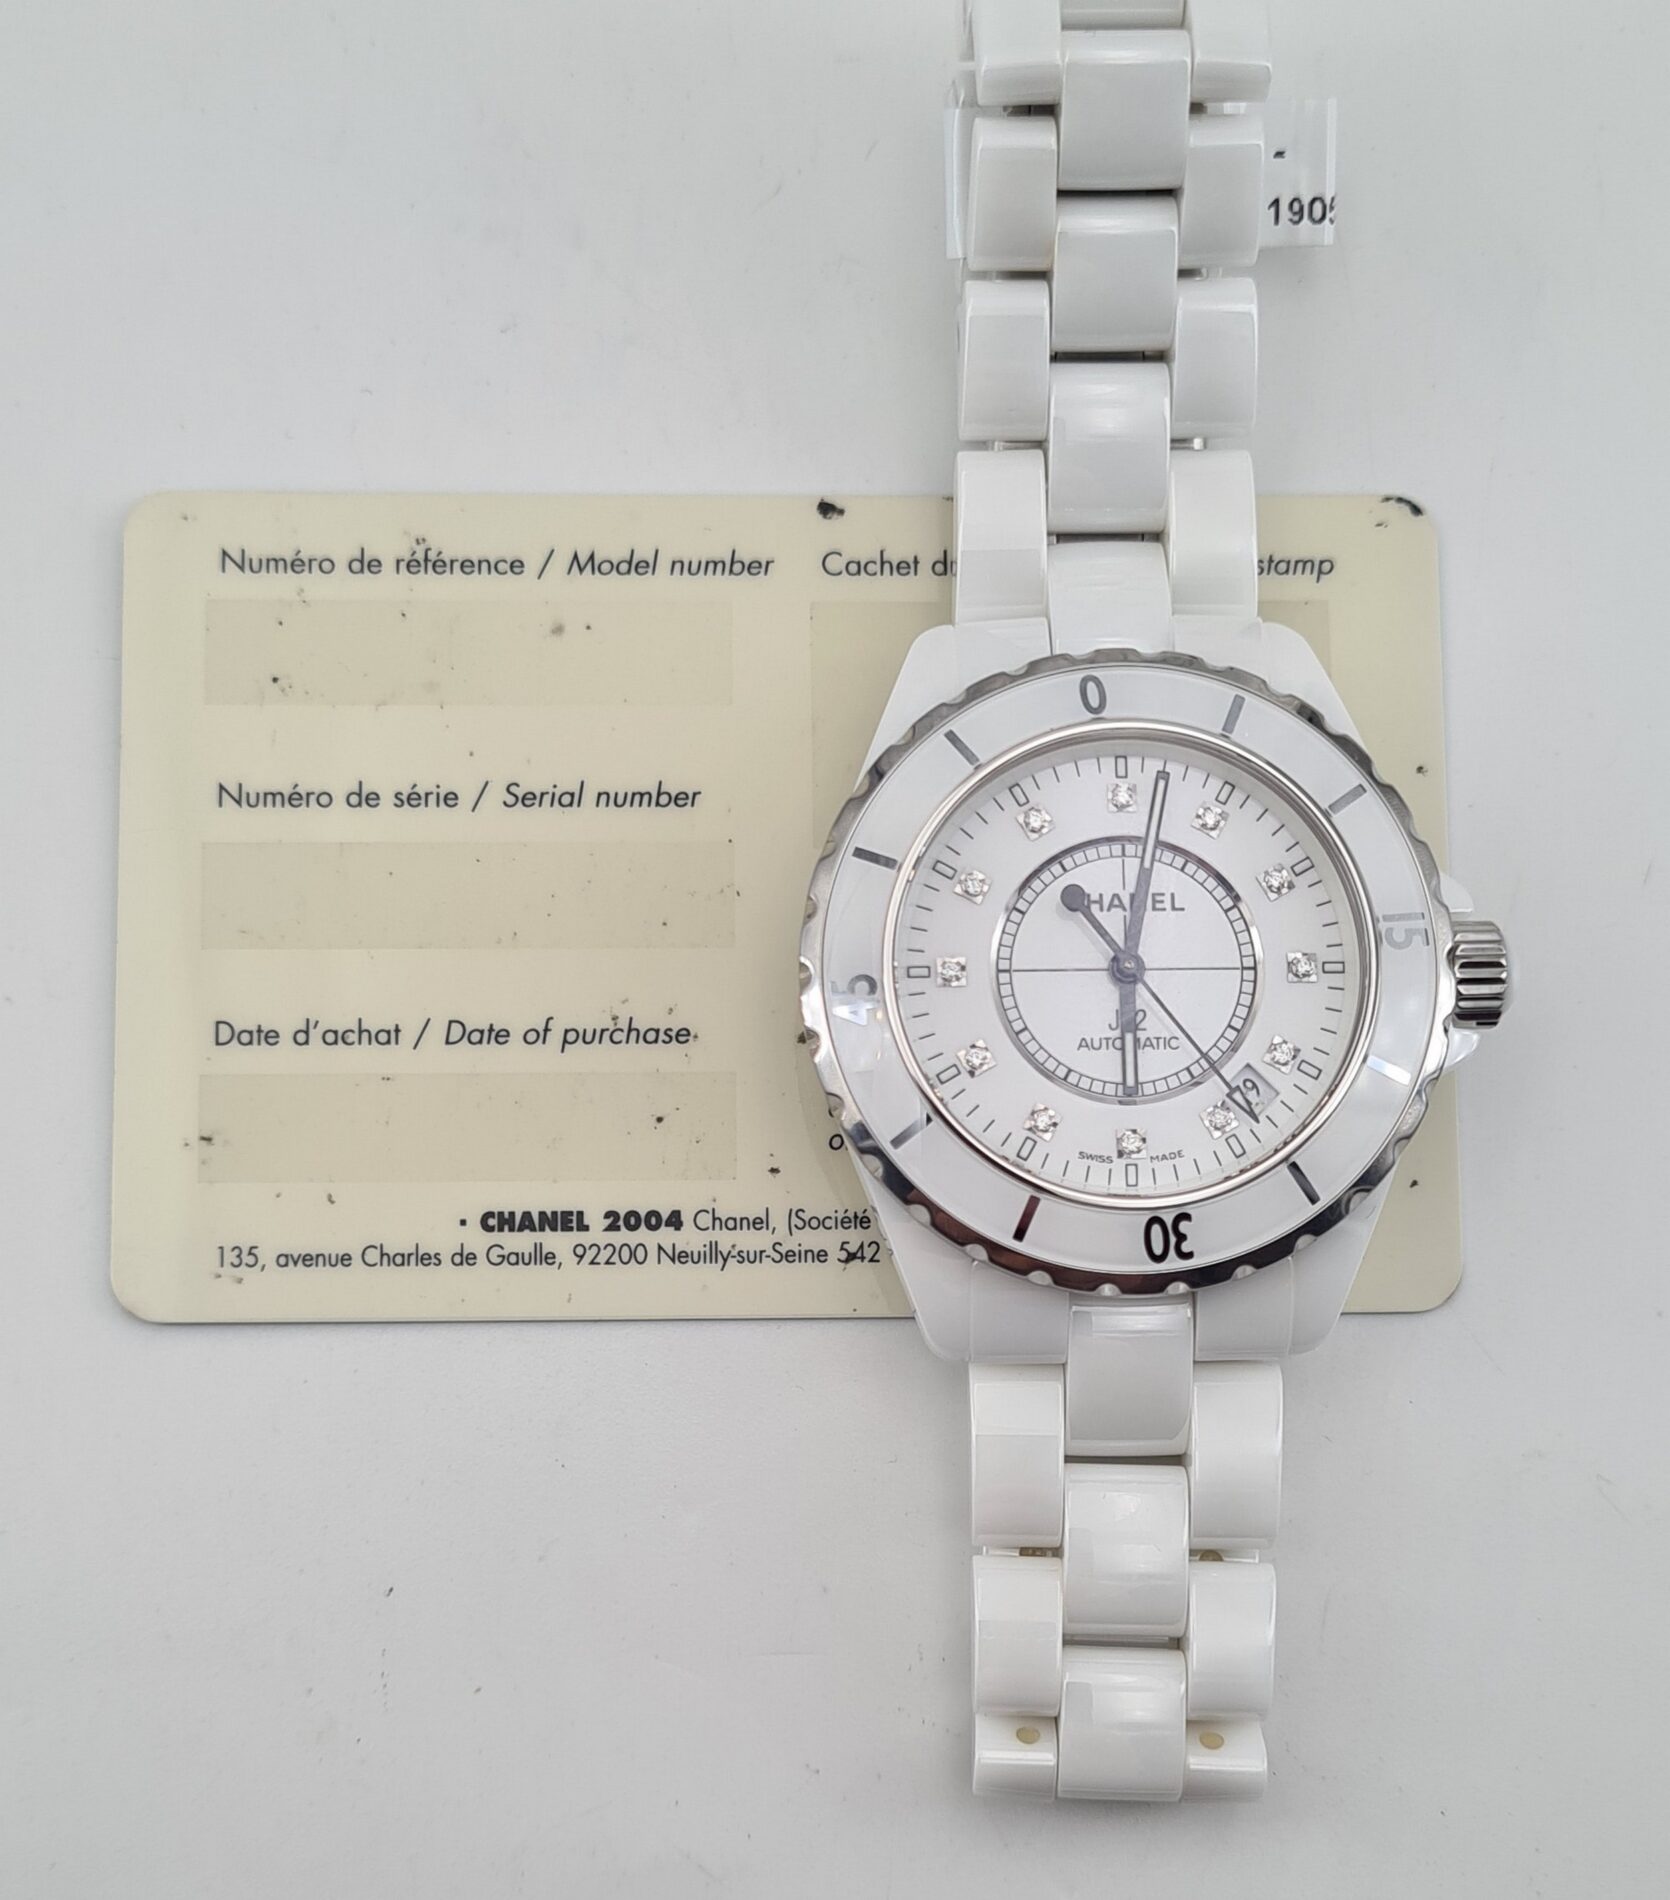 -
Numéro de référence / Model number
Cachet du stamp
Numéro de série / Serial number
Date d'achat / Date of purchase
· CHANEL 2004 Chanel, (Société
135, avenue Charles de Gaulle, 92200 Neuilly-sur-Seine 542
0
15
30
45
CHANEL
J12
AUTOMATIC
19
SWISS MADE